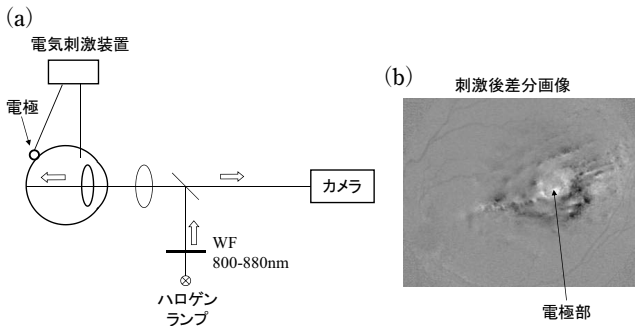 (a)
電気刺激装置
電極
カメラ
WF
800-880nm
ハロゲン
ランプ
(b)
刺激後差分画像
電極部